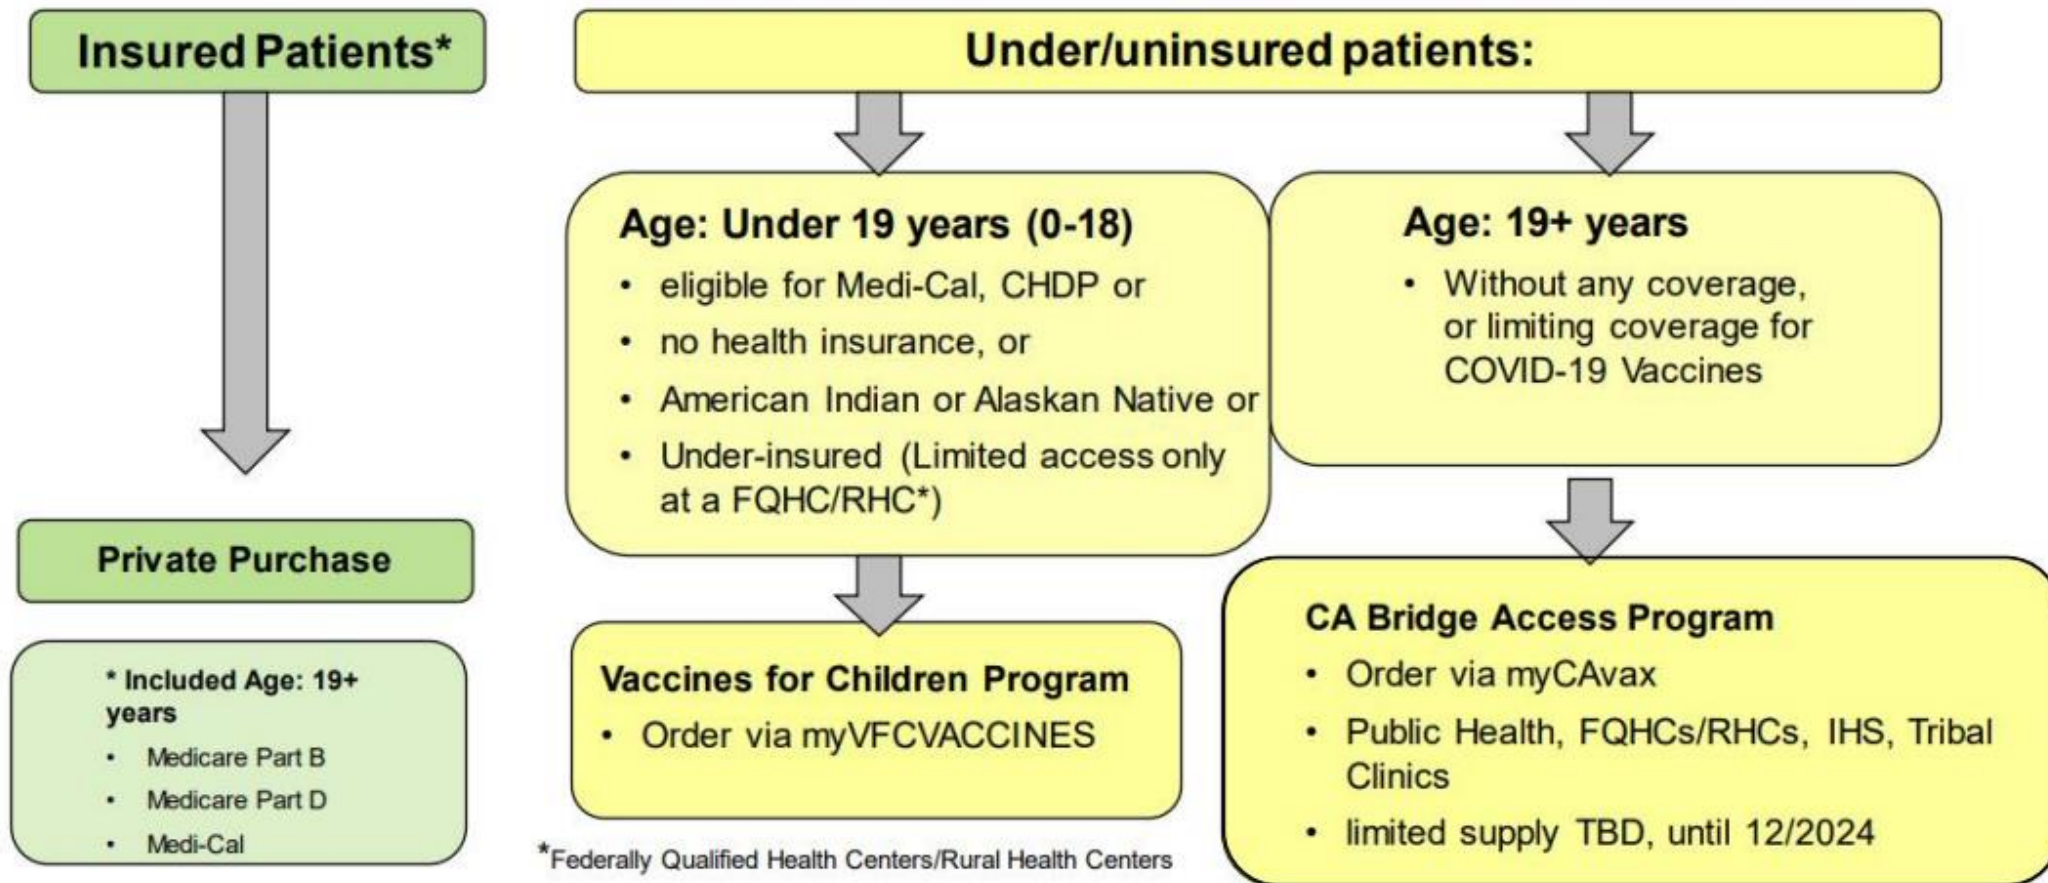 Insured Patients*
Private Purchase
* Included Age: 19+
years
• Medicare Part B
• Medicare Part D
• Medi-Cal
Under/uninsured patients:
Age: Under 19 years (0-18)
• eligible for Medi-Cal, CHDP or
• no health insurance, or
• American Indian or Alaskan Native or
• Under-insured (Limited access only
at a FQHC/RHC*)
Vaccines for Children Program
• Order via myVFCVACCINES
*Federally Qualified Health Centers/Rural Health Centers
Age: 19+ years
• Without any coverage,
or limiting coverage for
COVID-19 Vaccines
CA Bridge Access Program
• Order via myCAvax
• Public Health, FQHCs/RHCs, IHS, Tribal
Clinics
• limited supply TBD, until 12/2024